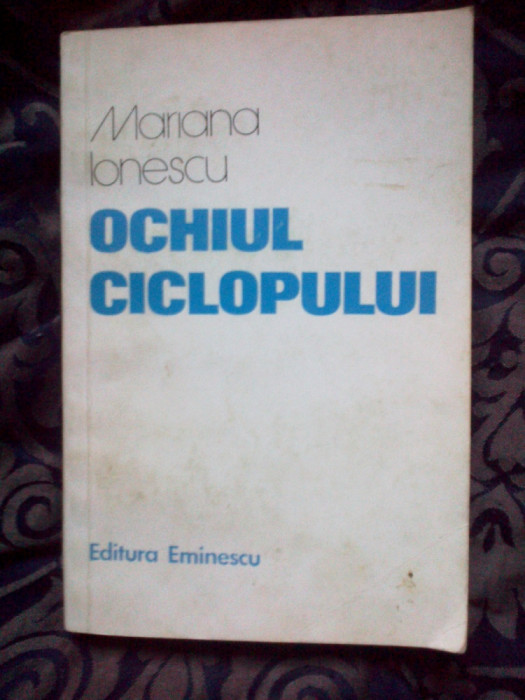 Mariana
Ionescu
OCHIUL
CICLOPULUI
Editura Eminescu